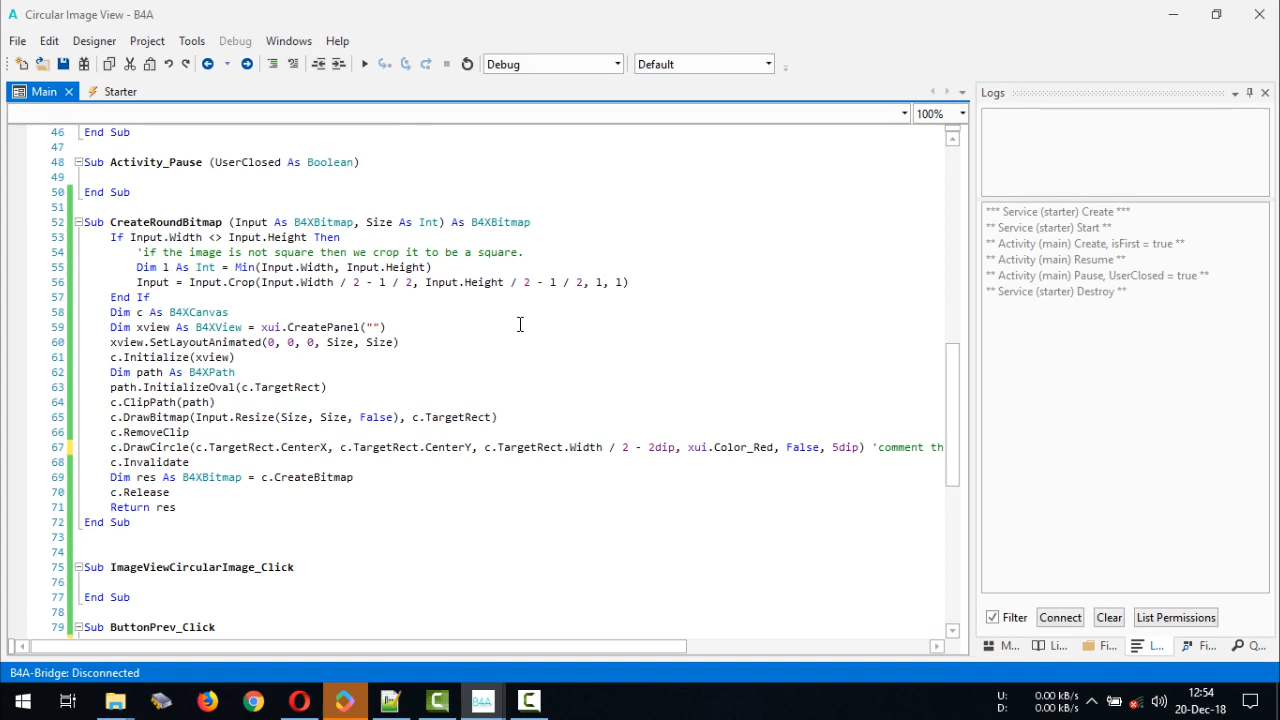 A Circular Image View - B4A
File Edit Designer Project Tools Debug Windows Help
Debug Default
Main Starter
100%
46 End Sub
47
48 Sub Activity_Pause (UserClosed As Boolean)
49
50 End Sub
51
52 Sub CreateRoundBitmap (Input As B4XBitmap, Size As Int) As B4XBitmap
53 If Input.Width <> Input.Height Then
54 'if the image is not square then we crop it to be a square.
55 Dim l As Int = Min(Input.Width, Input.Height)
56 Input = Input.Crop(Input.Width / 2 - l / 2, Input.Height / 2 - l / 2, l, l)
57 End If
58 Dim c As B4XCanvas
59 Dim xview As B4XView = xui.CreatePanel("")
60 xview.SetLayoutAnimated(0, 0, 0, Size, Size)
61 c.Initialize(xview)
62 Dim path As B4XPath
63 path.InitializeOval(c.TargetRect)
64 c.ClipPath(path)
65 c.DrawBitmap(Input.Resize(Size, Size, False), c.TargetRect)
66 c.RemoveClip
67 c.DrawCircle(c.TargetRect.CenterX, c.TargetRect.CenterY, c.TargetRect.Width / 2 - 2dip, xui.Color_Red, False, 5dip) 'comment th
68 c.Invalidate
69 Dim res As B4XBitmap = c.CreateBitmap
70 c.Release
71 Return res
72 End Sub
73
74
75 Sub ImageViewCircularImage_Click
76
77 End Sub
78
79 Sub ButtonPrev_Click
Logs
*** Service (starter) Create ***
** Service (starter) Start **
** Activity (main) Create, isFirst = true **
** Activity (main) Resume **
** Activity (main) Pause, UserClosed = true **
** Service (starter) Destroy **
Filter Connect Clear List Permissions
M... Li... Fi... L... Fi... Q...
B4A-Bridge: Disconnected
B4A
U: 0.00 kB/s
D: 0.00 kB/s
12:54
20-Dec-18